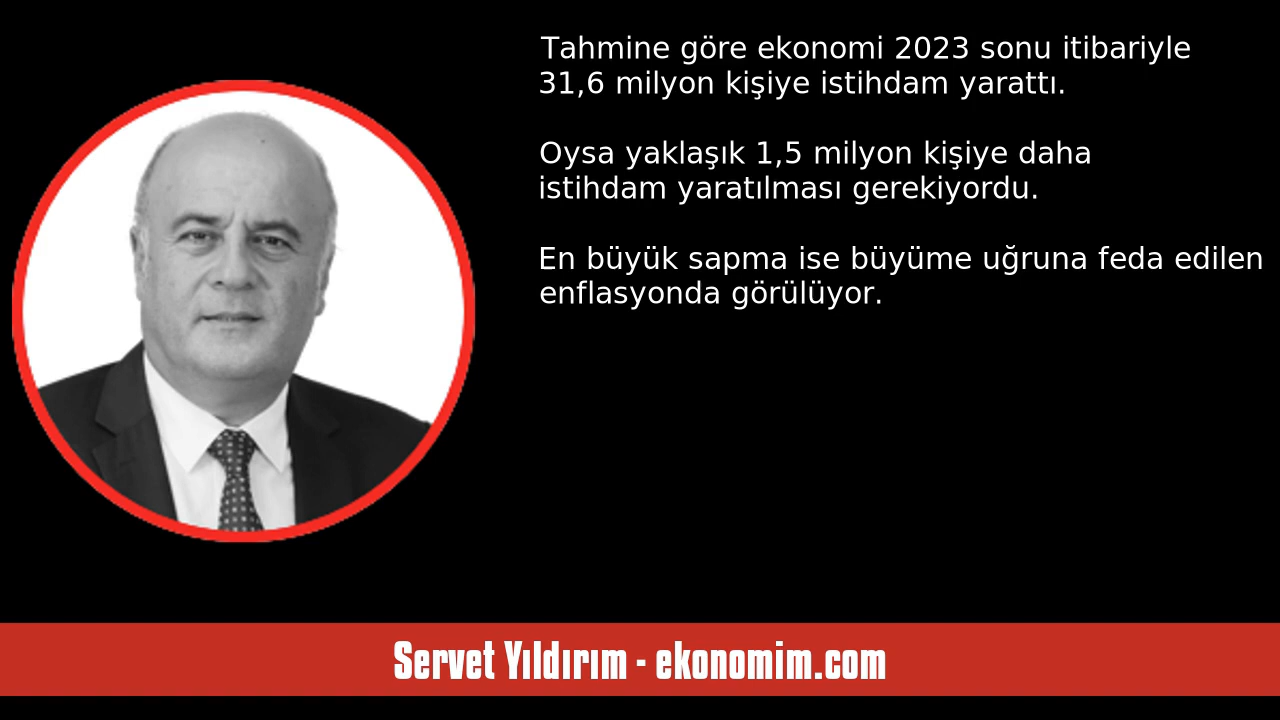 Tahmine göre ekonomi 2023 sonu itibariyle
31,6 milyon kişiye istihdam yarattı.
Oysa yaklaşık 1,5 milyon kişiye daha
istihdam yaratılması gerekiyordu.
En büyük sapma ise büyüme uğruna feda edilen
enflasyonda görülüyor.
Servet Yıldırım - ekonomim.com